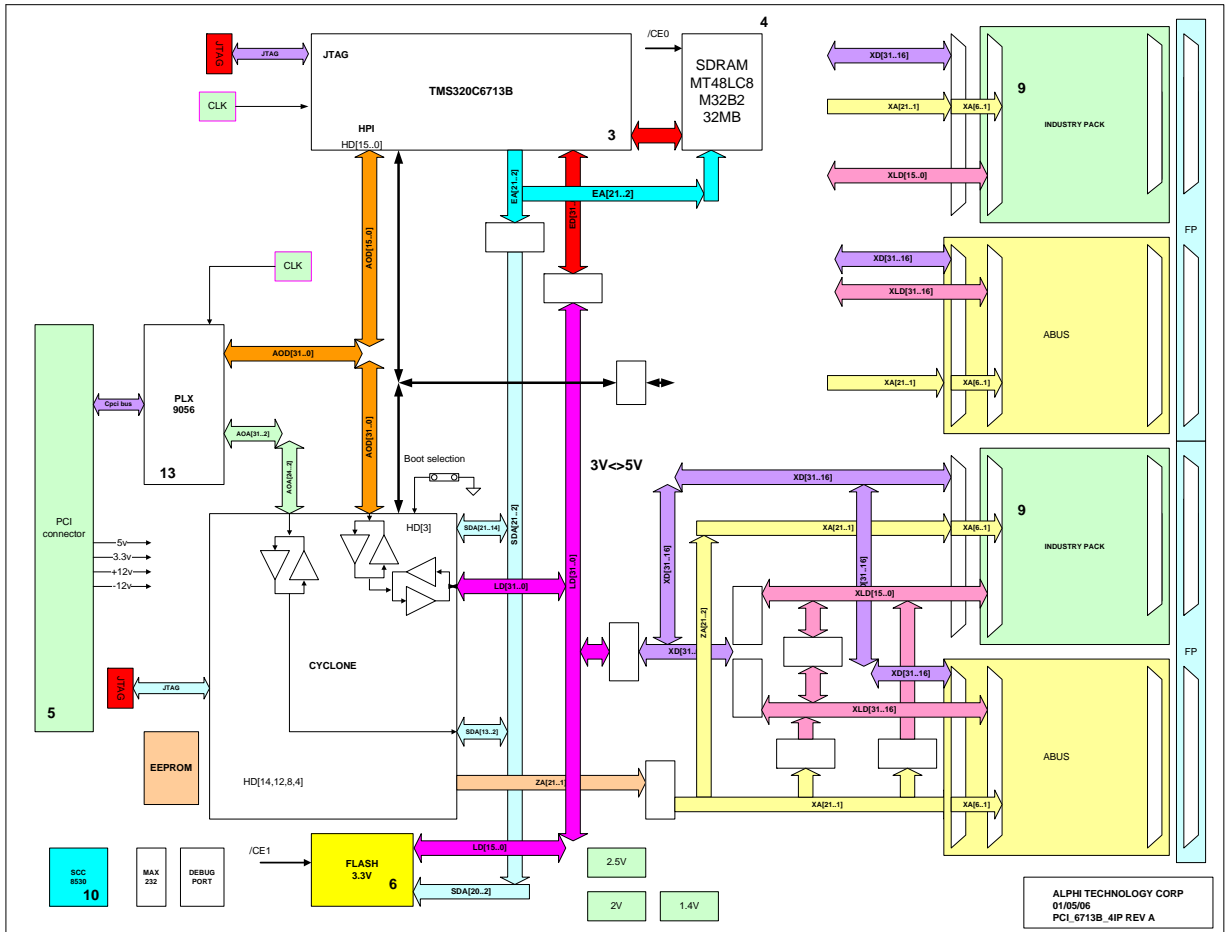 4
/CE0
JTAG
JTAG
JTAG
TMS320C6713B
SDRAM
MT48LC8
M32B2
32MB
CLK
HPI
HD[15..0]
3
EA[21..2]
ED[31..
EA[21..2]
XD[31..16]
XA[21..1]
XA[6..1]
XLD[15..0]
9
INDUSTRY PACK
FP
XD[31..16]
XLD[31..16]
XA[21..1]
XA[6..1]
ABUS
CLK
AOD[15..0]
AOD[31..0]
AOD[31..0]
PLX
9056
13
Cpci bus
AOA[31..2]
AOA[24..2]
Boot selection
3V<>5V
PCI
connector
5v
3.3v
+12v
-12v
5
HD[3]
SDA[21..14]
SDA[21..2]
LD[31..0]
LD[31..0]
CYCLONE
JTAG
JTAG
SDA[13..2]
HD[14,12,8,4]
ZA[21..1]
EEPROM
XD[31..16]
XA[21..1]
XA[6..1]
9
INDUSTRY PACK
XD[31..16]
X[31..16]
ZA[21..2]
XLD[15..0]
XD[31..
XD[31..16]
XLD[31..16]
FP
ABUS
XA[21..1]
XA[6..1]
SCC
8530
10
MAX
232
DEBUG
PORT
/CE1
FLASH
3.3V
6
LD[15..0]
SDA[20..2]
2.5V
2V
1.4V
ALPHI TECHNOLOGY CORP
01/05/06
PCI_6713B_4IP REV A